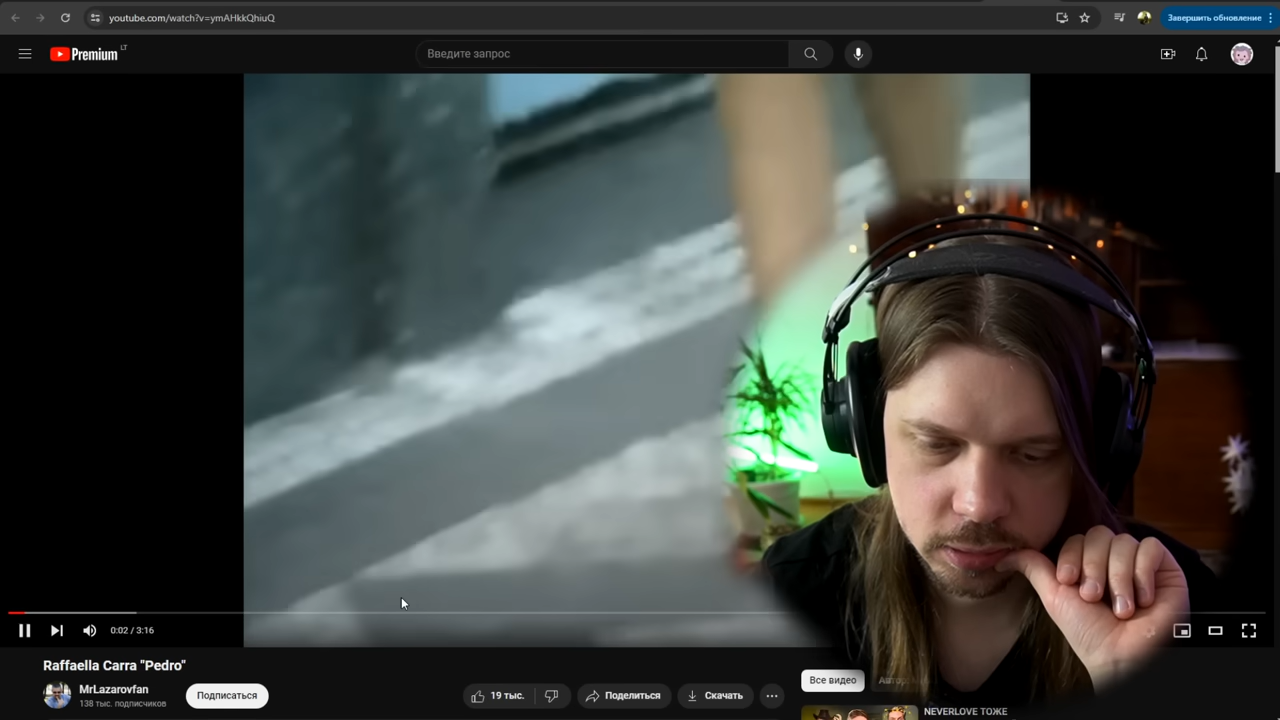 youtube.com/watch?v=ymAHkkQhiuQ
Завершить обновление
Premium LT
Введите запрос
0:02 / 3:16
Raffaella Carra "Pedro"
MrLazarovfan
138 тыс. подписчиков
Подписаться
19 тыс.
Поделиться
Скачать
Все видео
NEVERLOVE ТОЖЕ